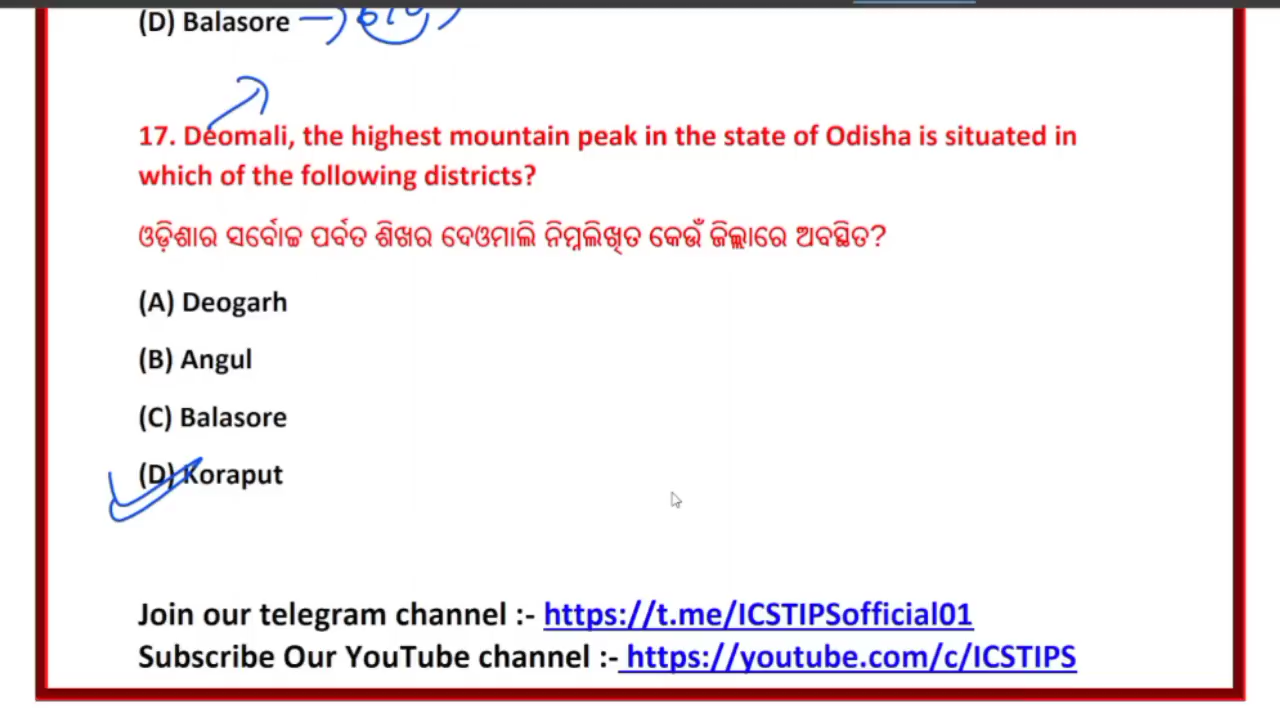 (D) Balasore
17. Deomali, the highest mountain peak in the state of Odisha is situated in
which of the following districts?
ଓଡ଼ିଶାର ସର୍ବୋଚ୍ଚ ପର୍ବତ ଶିଖର ଦେଓମାଲି ନିମ୍ନଲିଖିତ କେଉଁ ଜିଲ୍ଲାରେ ଅବସ୍ଥିତ?
(A) Deogarh
(B) Angul
(C) Balasore
(D) Koraput
Join our telegram channel :- https://t.me/ICSTIPSofficial01
Subscribe Our YouTube channel :- https://youtube.com/c/ICSTIPS